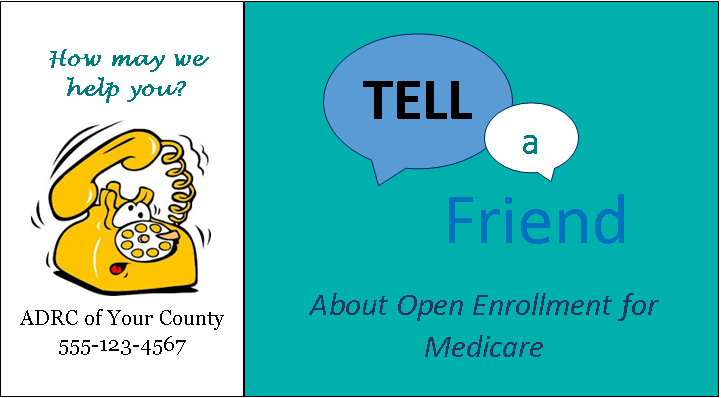 How may we
help you?
ADRC of Your County
555-123-4567
TELL
a
Friend
About Open Enrollment for
Medicare